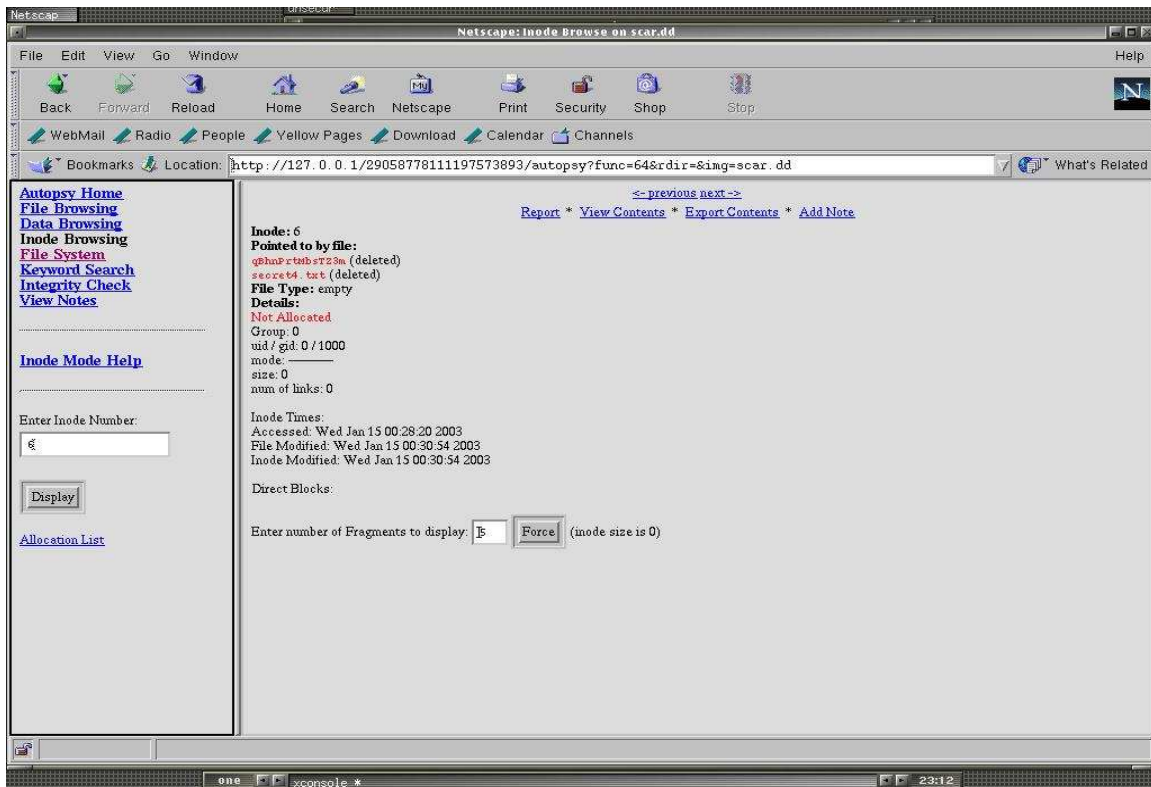 Netscap
Netscape: Inode Browse on scar.dd
File Edit View Go Window Help
Back Forward Reload Home Search Netscape Print Security Shop Stop
My
N
WebMail Radio People Yellow Pages Download Calendar Channels
Bookmarks Location: http://127.0.0.1/29058778111197573893/autopsy?func=64&rdir=&img=scar.dd What's Related
Autopsy Home
File Browsing
Data Browsing
Inode Browsing
File System
Keyword Search
Integrity Check
View Notes
Inode Mode Help
Enter Inode Number:
6
Display
Allocation List
<- previous next ->
Report * View Contents * Export Contents * Add Note
Inode: 6
Pointed to by file:
qBhnPrtMbsTZ3m (deleted)
secret4.txt (deleted)
File Type: empty
Details:
Not Allocated
Group: 0
uid / gid: 0 / 1000
mode: ----------
size: 0
num of links: 0
Inode Times:
Accessed: Wed Jan 15 00:28:20 2003
File Modified: Wed Jan 15 00:30:54 2003
Inode Modified: Wed Jan 15 00:30:54 2003
Direct Blocks:
Enter number of Fragments to display: Force (inode size is 0)
one xconsole * 23:12